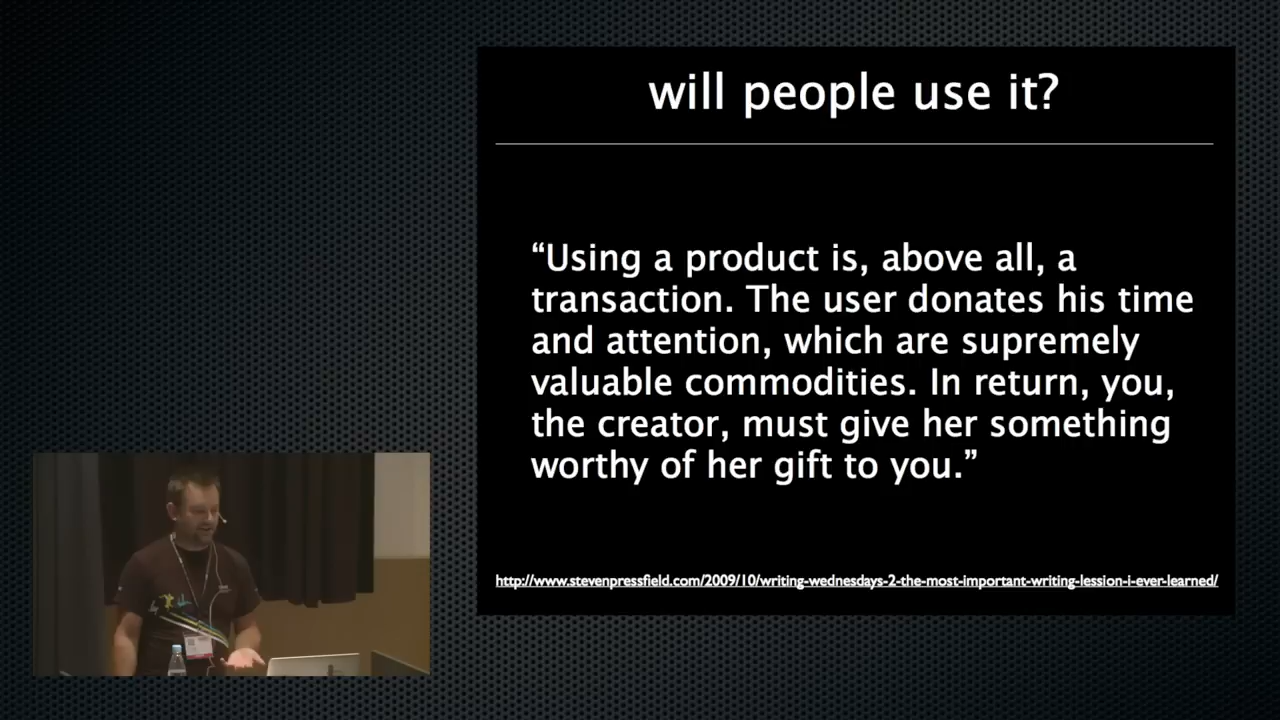 will people use it?
“Using a product is, above all, a
transaction. The user donates his time
and attention, which are supremely
valuable commodities. In return, you,
the creator, must give her something
worthy of her gift to you.”
http://www.stevenpressfield.com/2009/10/writing-wednesdays-2-the-most-important-writing-lession-i-ever-learned/